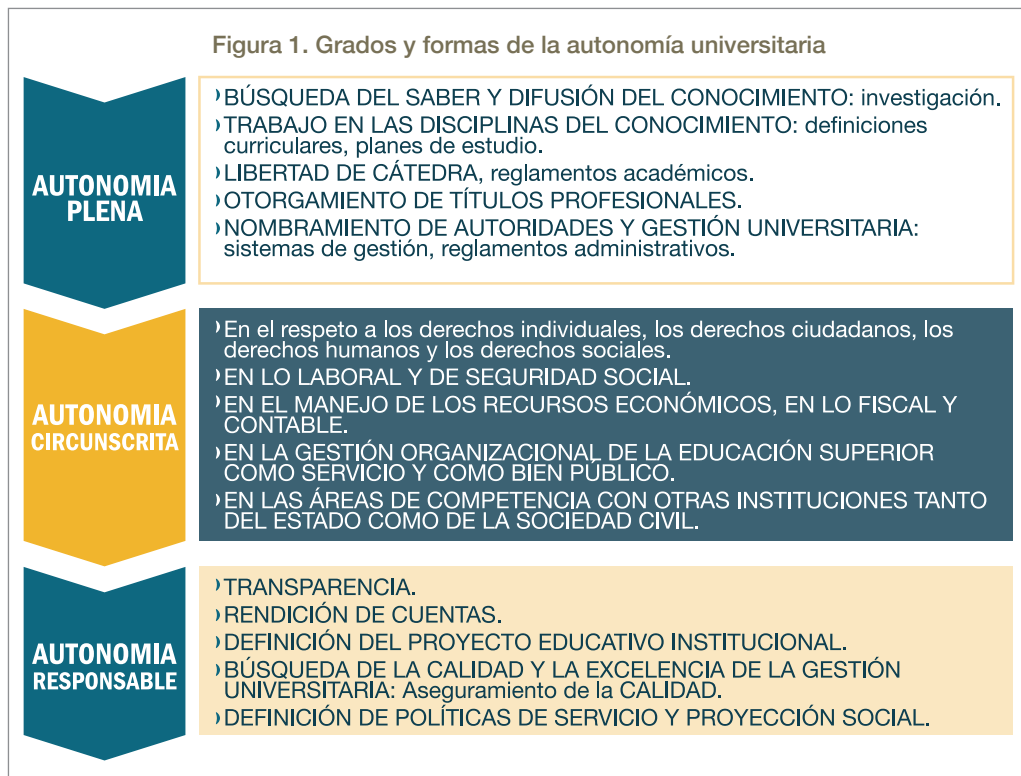 Figura 1. Grados y formas de la autonomía universitaria
AUTONOMIA
PLENA
BÚSQUEDA DEL SABER Y DIFUSIÓN DEL CONOCIMIENTO: investigación.
TRABAJO EN LAS DISCIPLINAS DEL CONOCIMIENTO: definiciones
curriculares, planes de estudio.
LIBERTAD DE CÁTEDRA, reglamentos académicos.
OTORGAMIENTO DE TÍTULOS PROFESIONALES.
NOMBRAMIENTO DE AUTORIDADES Y GESTIÓN UNIVERSITARIA:
sistemas de gestión, reglamentos administrativos.
AUTONOMIA
CIRCUNSCRITA
En el respeto a los derechos individuales, los derechos ciudadanos, los
derechos humanos y los derechos sociales.
EN LO LABORAL Y DE SEGURIDAD SOCIAL.
EN EL MANEJO DE LOS RECURSOS ECONÓMICOS, EN LO FISCAL Y
CONTABLE.
EN LA GESTIÓN ORGANIZACIONAL DE LA EDUCACIÓN SUPERIOR
COMO SERVICIO Y COMO BIEN PÚBLICO.
EN LAS ÁREAS DE COMPETENCIA CON OTRAS INSTITUCIONES TANTO
DEL ESTADO COMO DE LA SOCIEDAD CIVIL.
AUTONOMIA
RESPONSABLE
TRANSPARENCIA.
RENDICIÓN DE CUENTAS.
DEFINICIÓN DEL PROYECTO EDUCATIVO INSTITUCIONAL.
BÚSQUEDA DE LA CALIDAD Y LA EXCELENCIA DE LA GESTIÓN
UNIVERSITARIA: Aseguramiento de la CALIDAD.
DEFINICIÓN DE POLÍTICAS DE SERVICIO Y PROYECCIÓN SOCIAL.